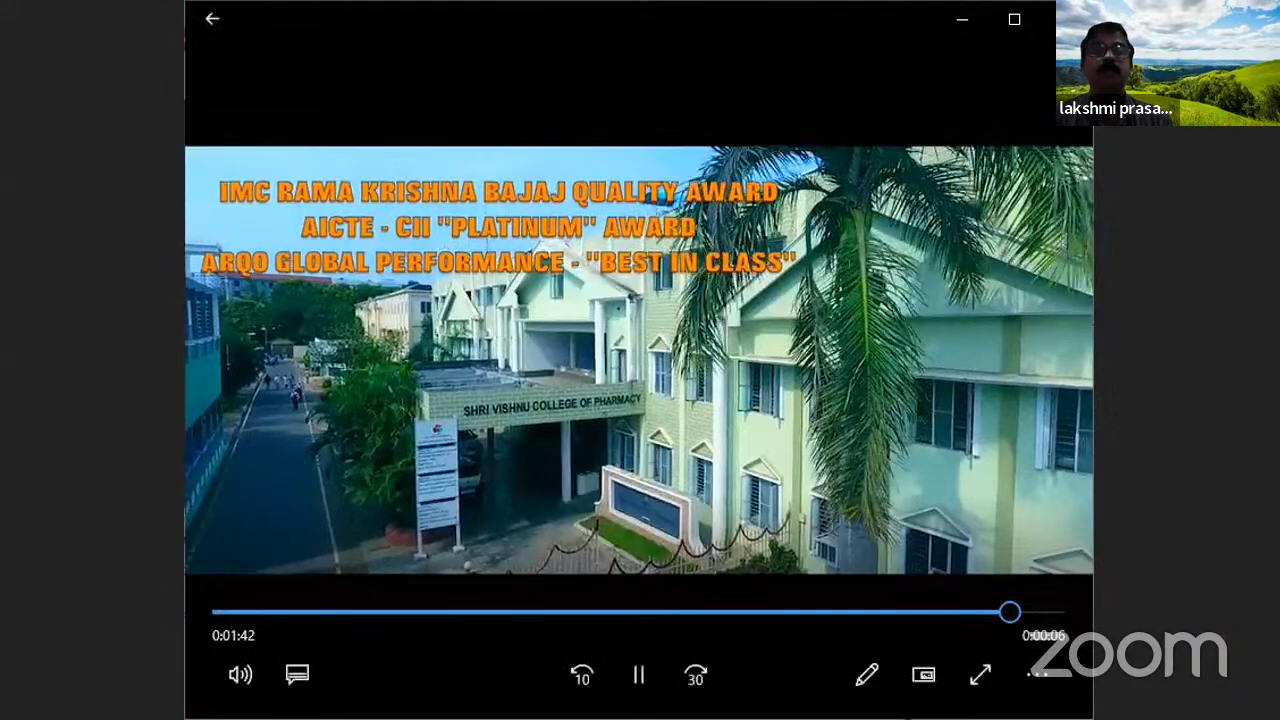 lakshmi prasa...
IMC RAMA KRISHNA BAJAJ QUALITY AWARD
AICTE - CII "PLATINUM" AWARD
ARQO GLOBAL PERFORMANCE - "BEST IN CLASS"
SHRI VISHNU COLLEGE OF PHARMACY
0:01:42
0:00:06
10
30
zoom